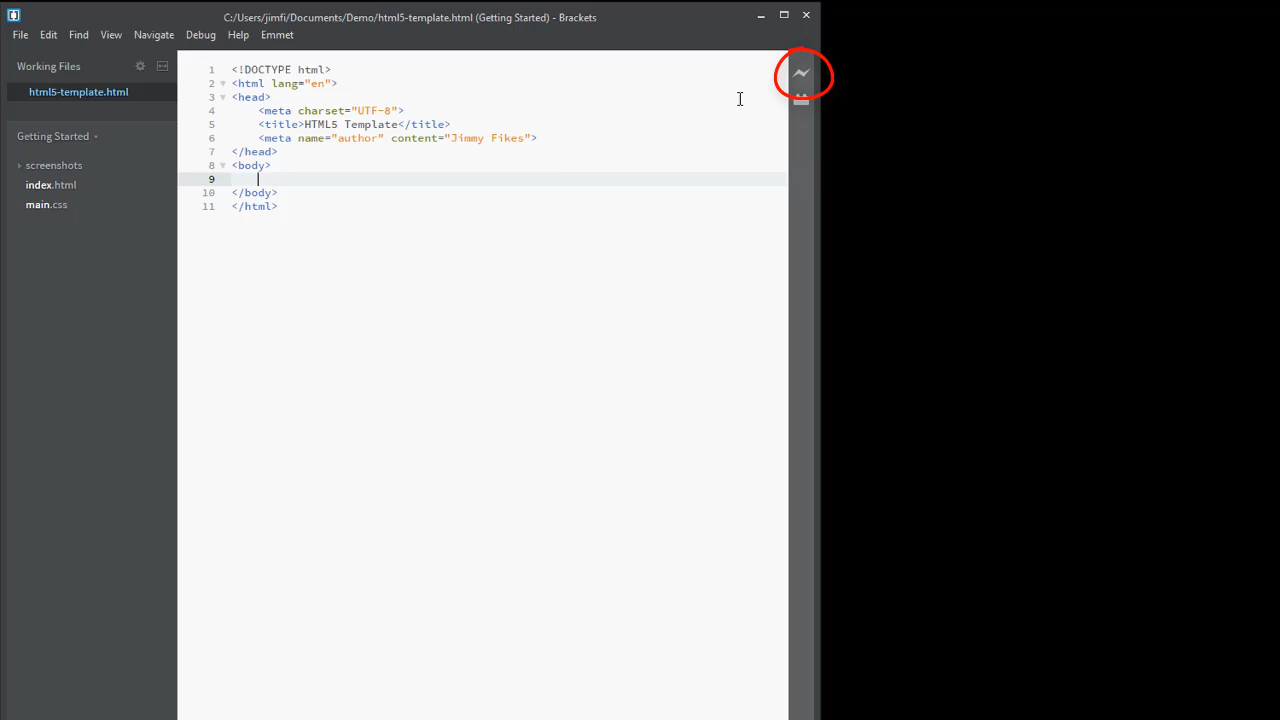 C:/Users/jimfi/Documents/Demo/html5-template.html (Getting Started) - Brackets
File Edit Find View Navigate Debug Help Emmet
Working Files
html5-template.html
Getting Started
screenshots
index.html
main.css
1 <!DOCTYPE html>
2 <html lang="en">
3 <head>
4 <meta charset="UTF-8">
5 <title>HTML5 Template</title>
6 <meta name="author" content="Jimmy Fikes">
7 </head>
8 <body>
9
10 </body>
11 </html>